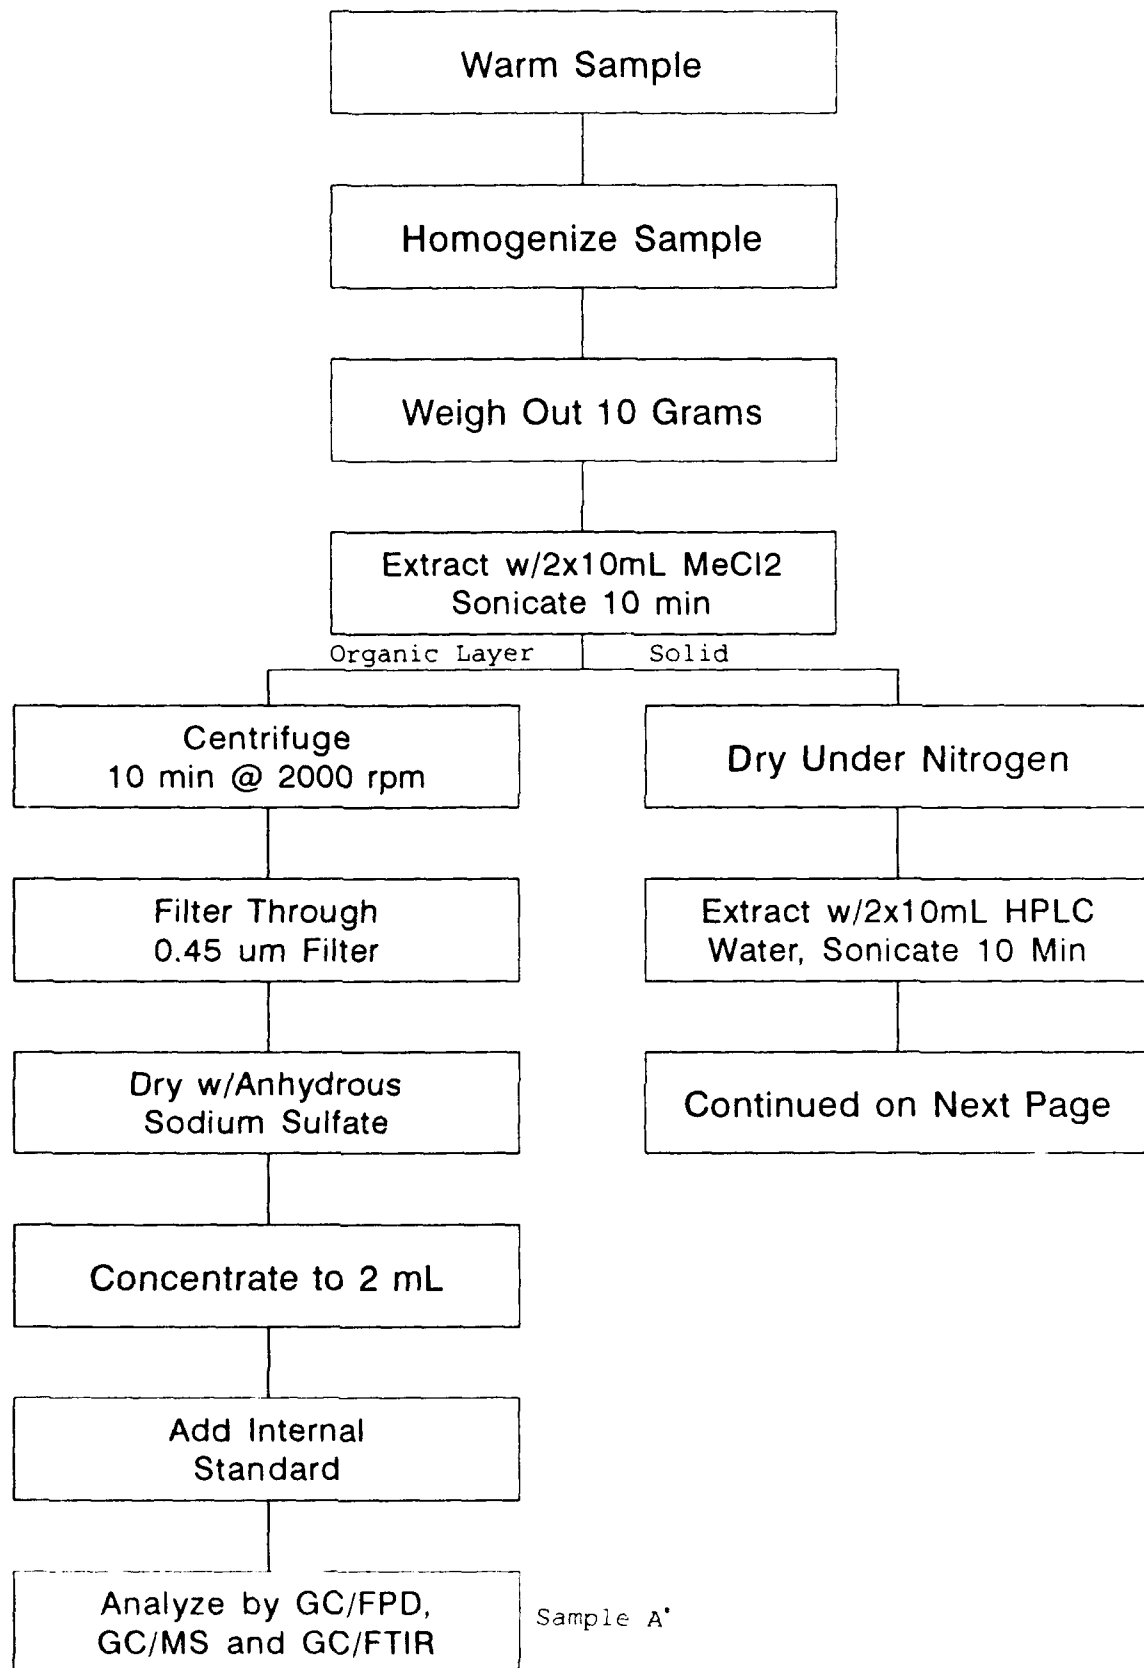 Warm Sample
Homogenize Sample
Weigh Out 10 Grams
Extract w/2x10mL MeCl2
Sonicate 10 min
Organic Layer
Solid
Centrifuge
10 min @ 2000 rpm
Filter Through
0.45 um Filter
Dry w/Anhydrous
Sodium Sulfate
Concentrate to 2 mL
Add Internal
Standard
Analyze by GC/FPD,
GC/MS and GC/FTIR
Sample A*
Dry Under Nitrogen
Extract w/2x10mL HPLC
Water, Sonicate 10 Min
Continued on Next Page